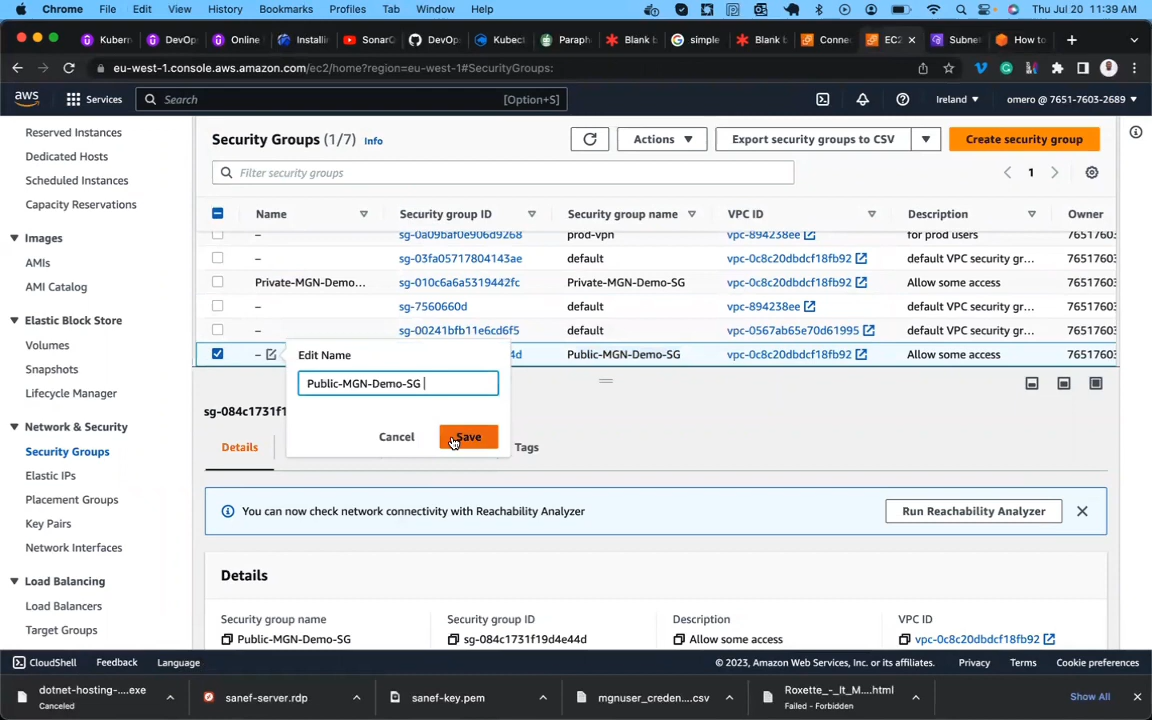 Chrome File Edit View History Bookmarks Profiles Tab Window Help Thu Jul 20 11:39 AM
Kubern DevOp Online Installi SonarQ DevOp Kubect Paraph Blank b simple Blank b Connec EC2 Subne How to
eu-west-1.console.aws.amazon.com/ec2/home?region=eu-west-1#SecurityGroups:
aws Services Search [Option+S] Ireland omero @ 7651-7603-2689
Reserved Instances
Dedicated Hosts
Scheduled Instances
Capacity Reservations
Images
AMIs
AMI Catalog
Elastic Block Store
Volumes
Snapshots
Lifecycle Manager
Network & Security
Security Groups
Elastic IPs
Placement Groups
Key Pairs
Network Interfaces
Load Balancing
Load Balancers
Target Groups
Security Groups (1/7) Info Actions Export security groups to CSV Create security group
Filter security groups 1
Name Security group ID Security group name VPC ID Description Owner
– sg-0a09baf0e906d9268 prod-vpn vpc-894238ee for prod users 76517603
– sg-03fa05717804143ae default vpc-0c8c20dbdcf18fb92 default VPC security gr... 76517603
Private-MGN-Demo... sg-010c6a6a5319442fc Private-MGN-Demo-SG vpc-0c8c20dbdcf18fb92 Allow some access 76517603
– sg-7560660d default vpc-894238ee default VPC security gr... 76517603
– sg-00241bfb11e6cd6f5 default vpc-0567ab65e70d61995 default VPC security gr... 76517603
– 4d Public-MGN-Demo-SG vpc-0c8c20dbdcf18fb92 Allow some access 76517603
Edit Name
Public-MGN-Demo-SG
Cancel Save
sg-084c1731f1
Details Tags
You can now check network connectivity with Reachability Analyzer Run Reachability Analyzer
Details
Security group name Security group ID Description VPC ID
Public-MGN-Demo-SG sg-084c1731f19d4e44d Allow some access vpc-0c8c20dbdcf18fb92
CloudShell Feedback Language © 2023, Amazon Web Services, Inc. or its affiliates. Privacy Terms Cookie preferences
dotnet-hosting-....exe
Canceled
sanef-server.rdp
sanef-key.pem
mgnuser_creden....csv
Roxette_-_It_M....html
Failed - Forbidden
Show All